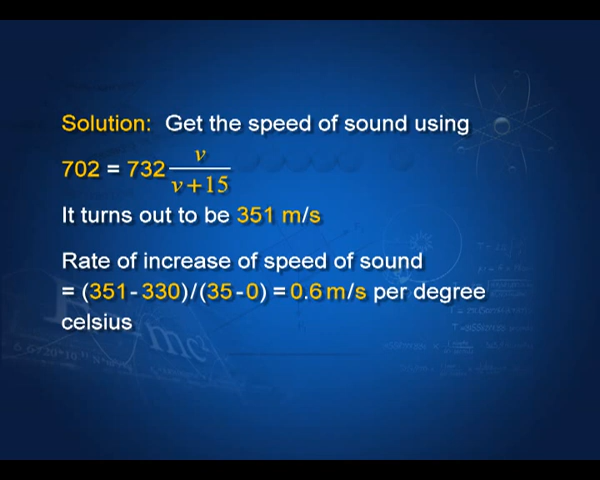 Solution: Get the speed of sound using
702 = 732 v/(v+15)
It turns out to be 351 m/s
Rate of increase of speed of sound
= (351-330)/(35-0) = 0.6 m/s per degree
celsius
mc²